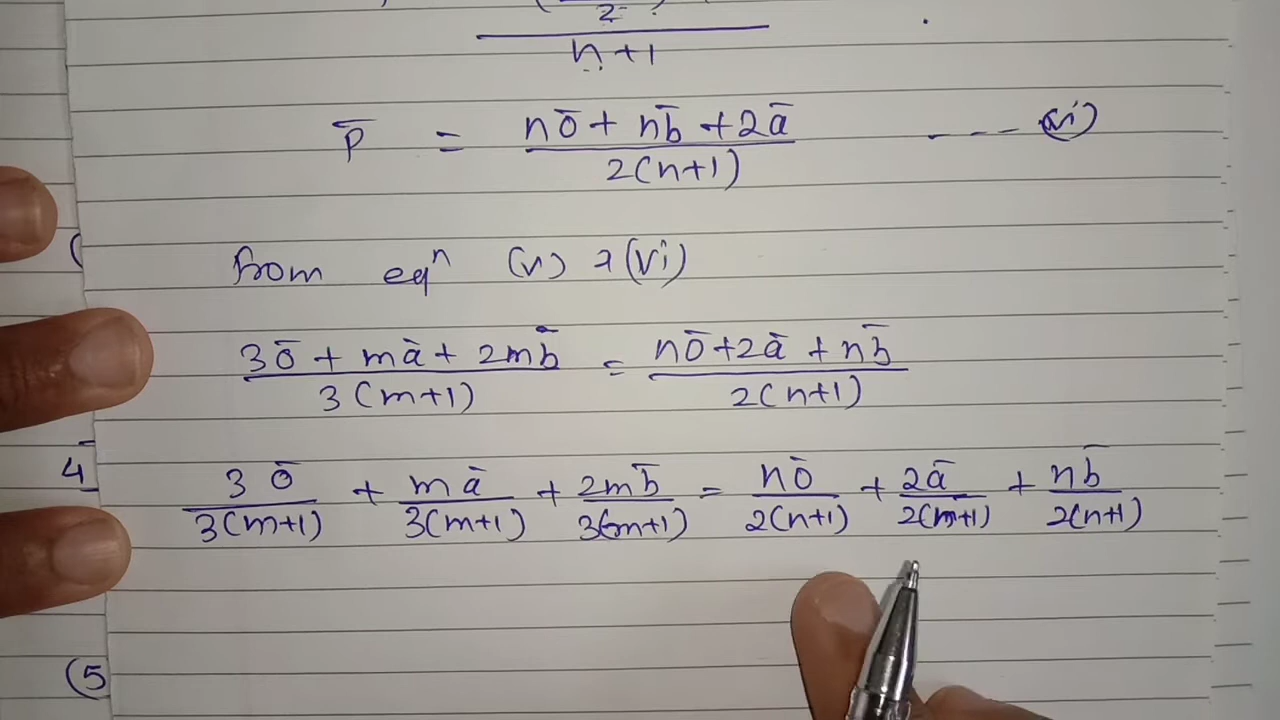 2
n+1
p̄ = nō + nb̄ + 2ā / 2(n+1) --- (vi)
from eqⁿ (v) & (vi)
3ō + mā + 2mb̄ / 3(m+1) = nō + 2ā + nb̄ / 2(n+1)
4 3ō / 3(m+1) + mā / 3(m+1) + 2mb̄ / 3(m+1) = nō / 2(n+1) + 2ā / 2(n+1) + nb̄ / 2(n+1)
(5